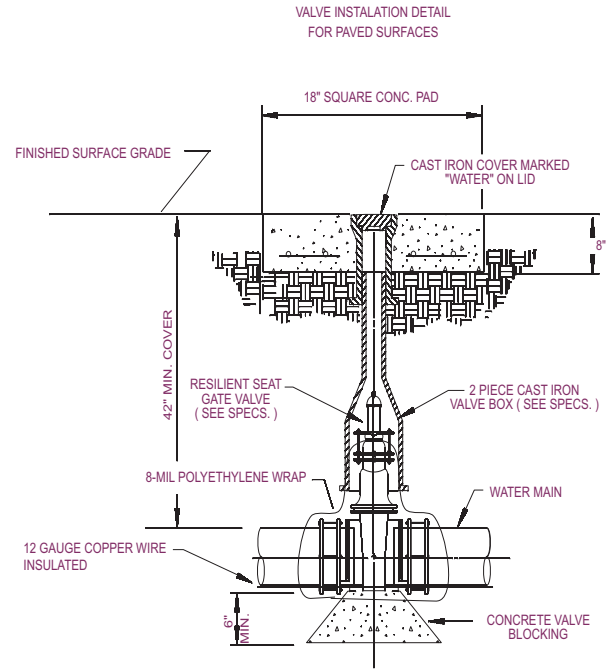 VALVE INSTALATION DETAIL
FOR PAVED SURFACES
18" SQUARE CONC. PAD
FINISHED SURFACE GRADE
CAST IRON COVER MARKED
"WATER" ON LID
8"
42" MIN. COVER
RESILIENT SEAT
GATE VALVE
( SEE SPECS. )
2 PIECE CAST IRON
VALVE BOX ( SEE SPECS. )
8-MIL POLYETHYLENE WRAP
WATER MAIN
12 GAUGE COPPER WIRE
INSULATED
6"
MIN.
CONCRETE VALVE
BLOCKING